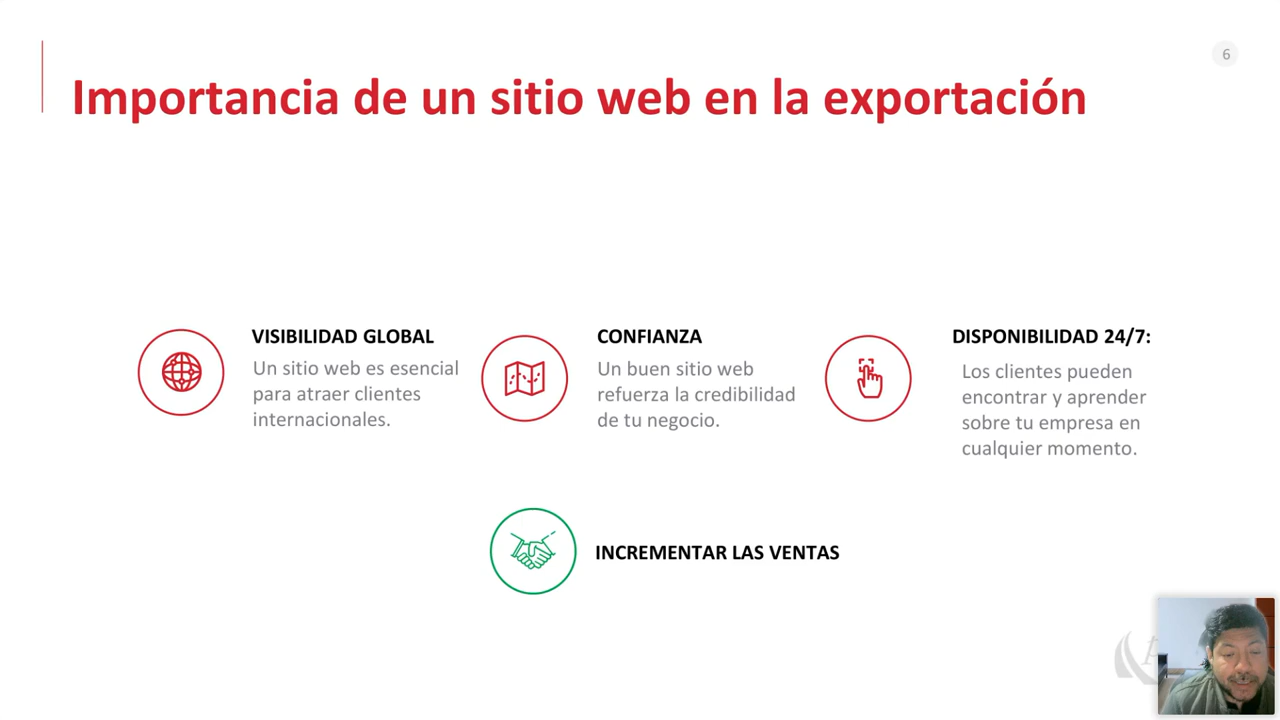 6
Importancia de un sitio web en la exportación
VISIBILIDAD GLOBAL
Un sitio web es esencial
para atraer clientes
internacionales.
CONFIANZA
Un buen sitio web
refuerza la credibilidad
de tu negocio.
DISPONIBILIDAD 24/7:
Los clientes pueden
encontrar y aprender
sobre tu empresa en
cualquier momento.
INCREMENTAR LAS VENTAS